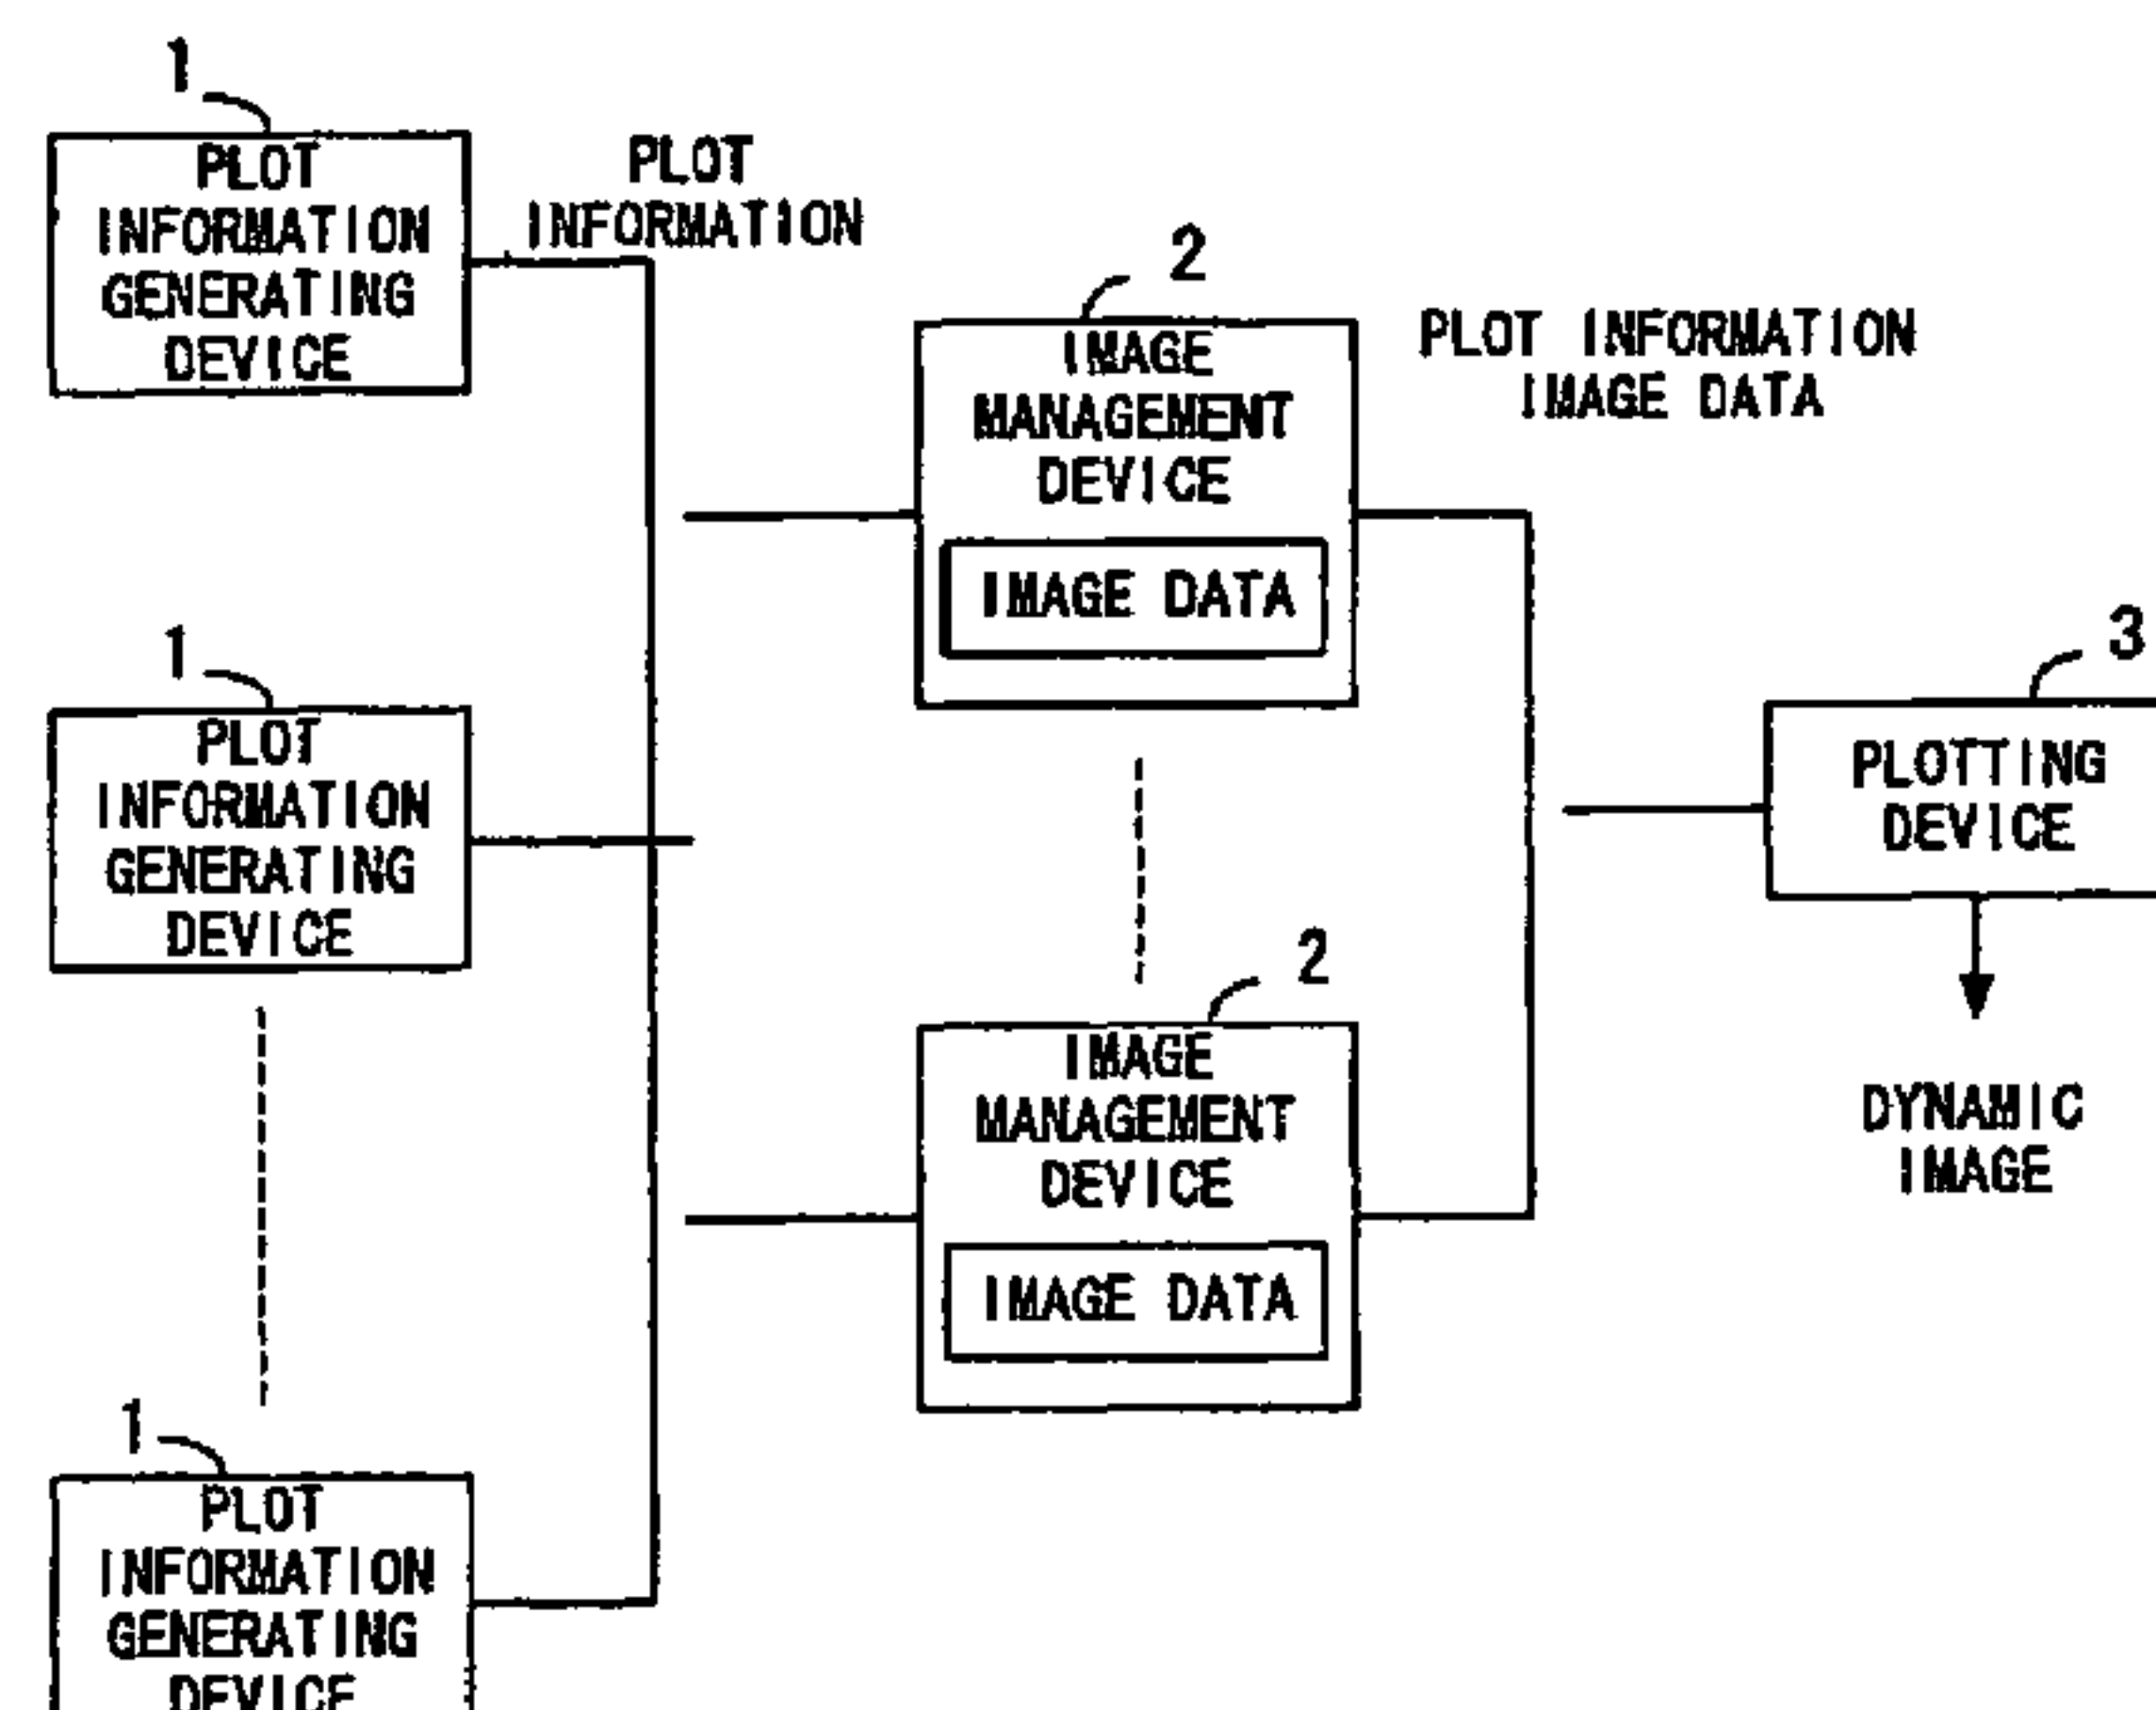 1
PLOT
INFORMATION
GENERATING
DEVICE
PLOT
INFORMATION
2
IMAGE
MANAGEMENT
DEVICE
IMAGE DATA
PLOT INFORMATION
IMAGE DATA
1
PLOT
INFORMATION
GENERATING
DEVICE
3
PLOTTING
DEVICE
DYNAMIC
IMAGE
2
IMAGE
MANAGEMENT
DEVICE
IMAGE DATA
1
PLOT
INFORMATION
GENERATING
DEVICE